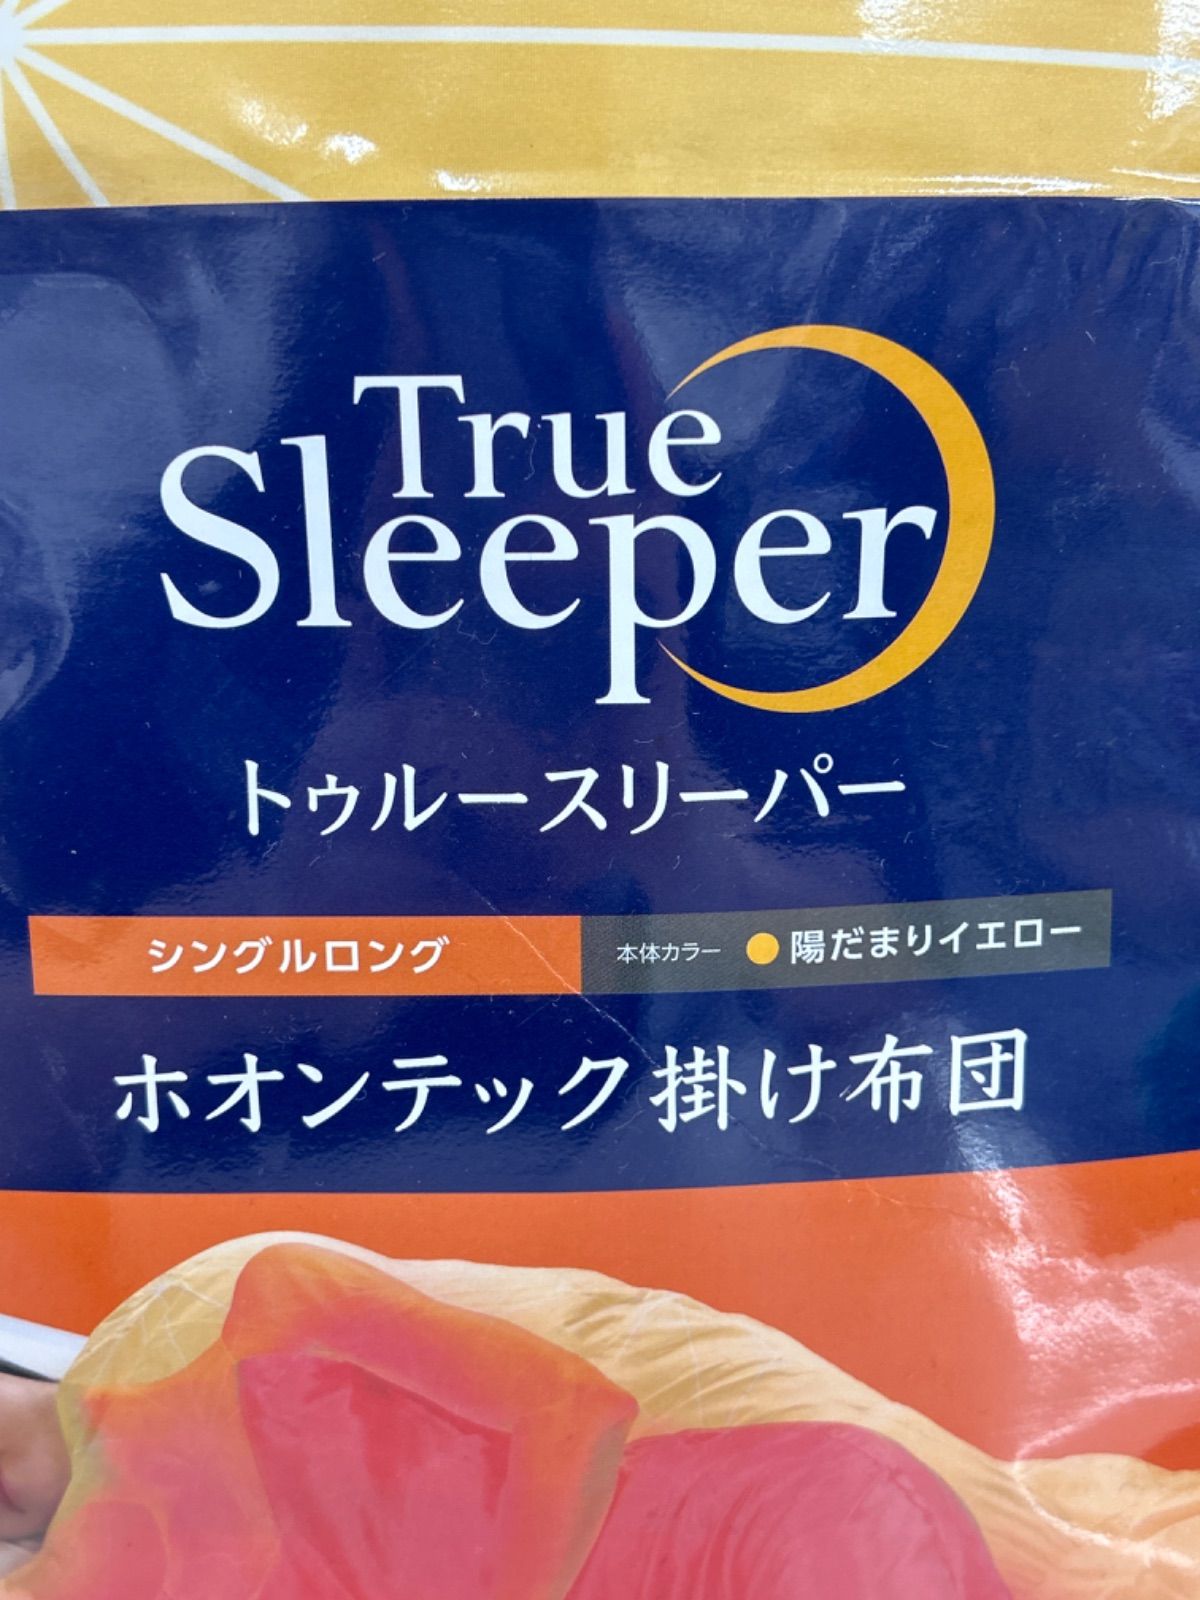 True
Sleeper
トゥルースリーパー
シングルロング
本体カラー 陽だまりイエロー
ホオンテック掛け布団